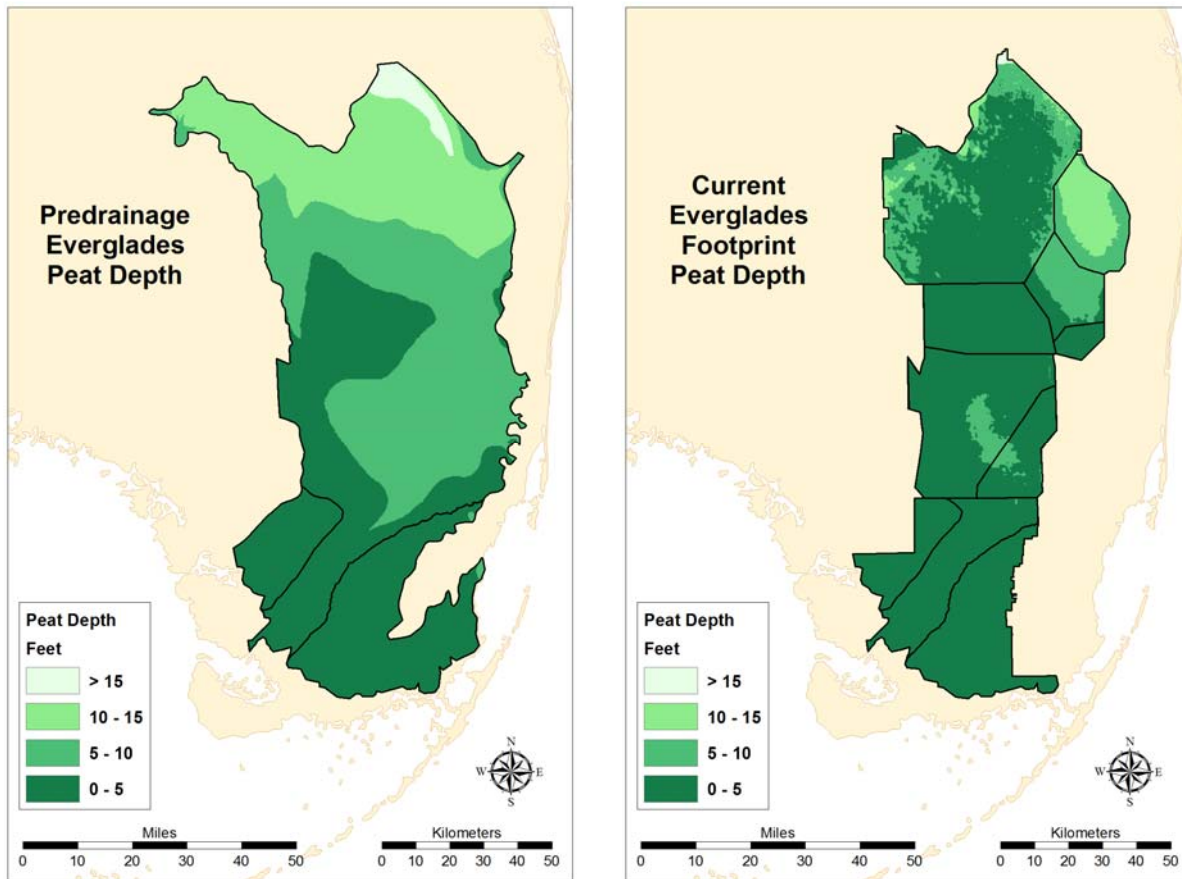 Predrainage
Everglades
Peat Depth
Peat Depth
Feet
> 15
10 - 15
5 - 10
0 - 5
N
W E
S
Miles
0 10 20 30 40 50
Kilometers
0 10 20 30 40 50
Current
Everglades
Footprint
Peat Depth
Peat Depth
Feet
> 15
10 - 15
5 - 10
0 - 5
N
W E
S
Miles
0 10 20 30 40 50
Kilometers
0 10 20 30 40 50